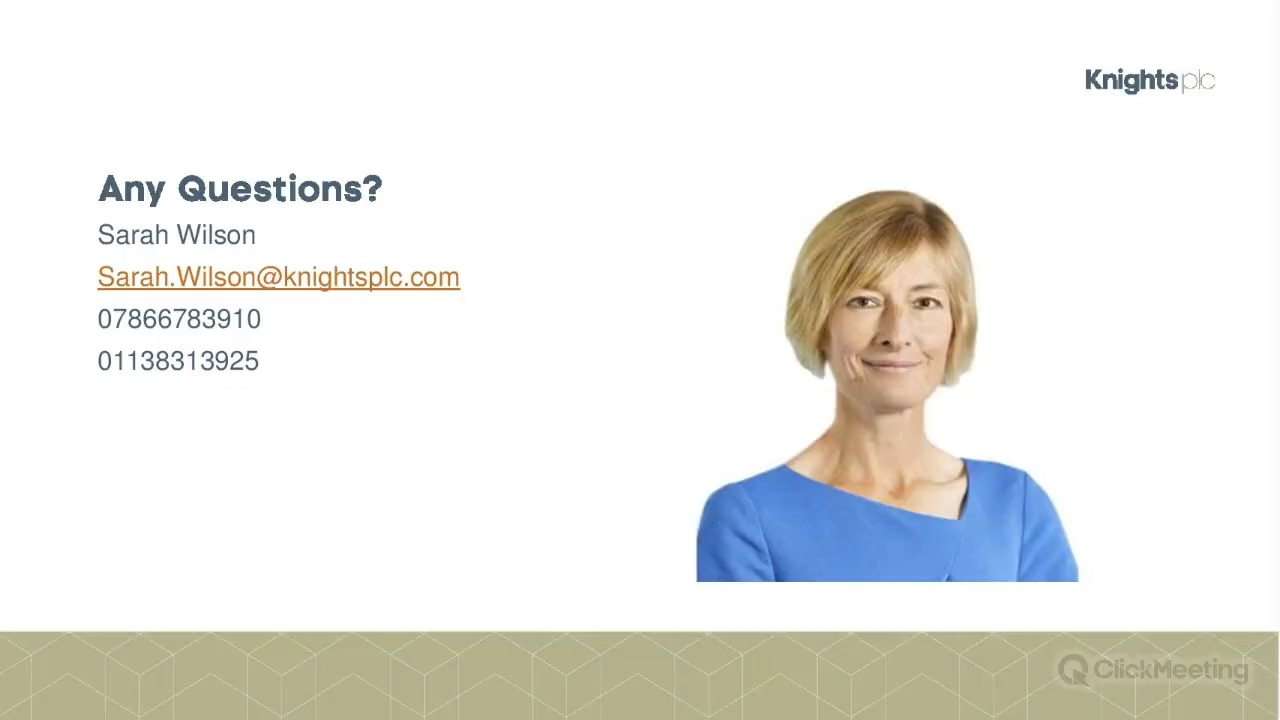 Knights plc
Any Questions?
Sarah Wilson
Sarah.Wilson@knightsplc.com
07866783910
01138313925
ClickMeeting